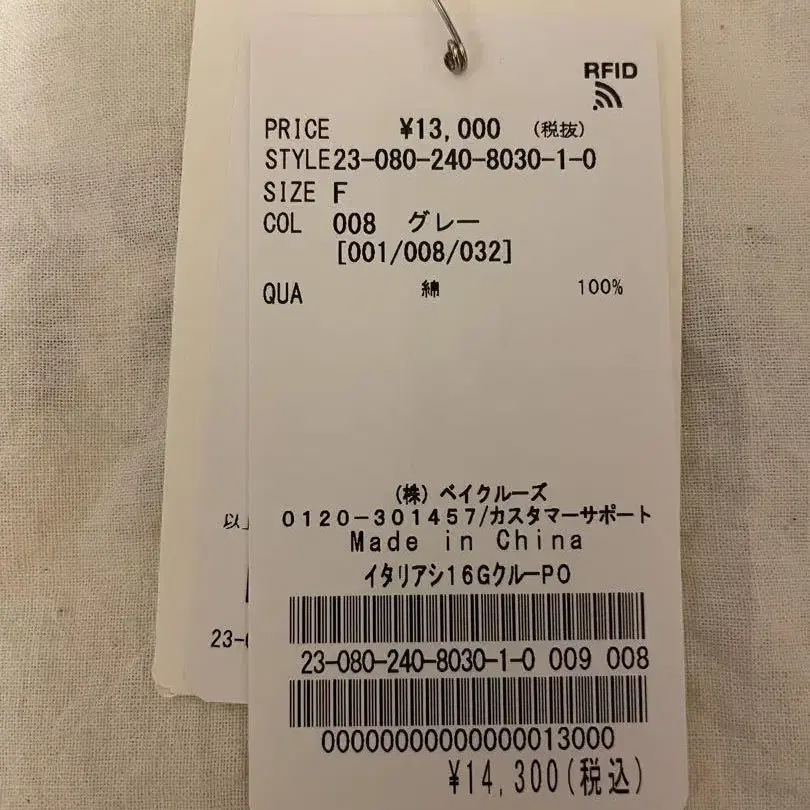 RFID
PRICE ¥13,000 (税抜)
STYLE23-080-240-8030-1-0
SIZE F
COL 008 グレー
[001/008/032]
QUA 綿 100%
(株)ベイクルーズ
0120-301457/カスタマーサポート
Made in China
イタリアシ16GクルーPO
23-080-240-8030-1-0 009 008
00000000000000013000
¥14,300(税込)
以
23-